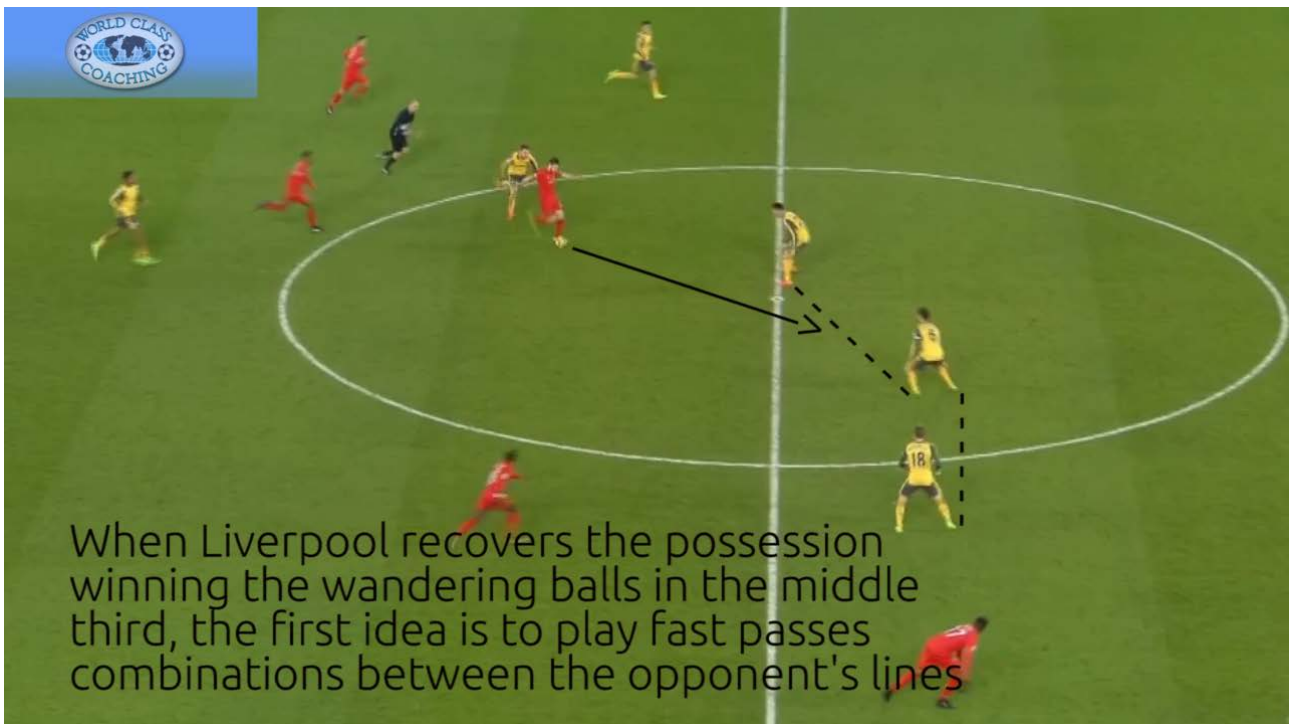 WORLD CLASS
COACHING
18
When Liverpool recovers the possession
winning the wandering balls in the middle
third, the first idea is to play fast passes
combinations between the opponent's lines